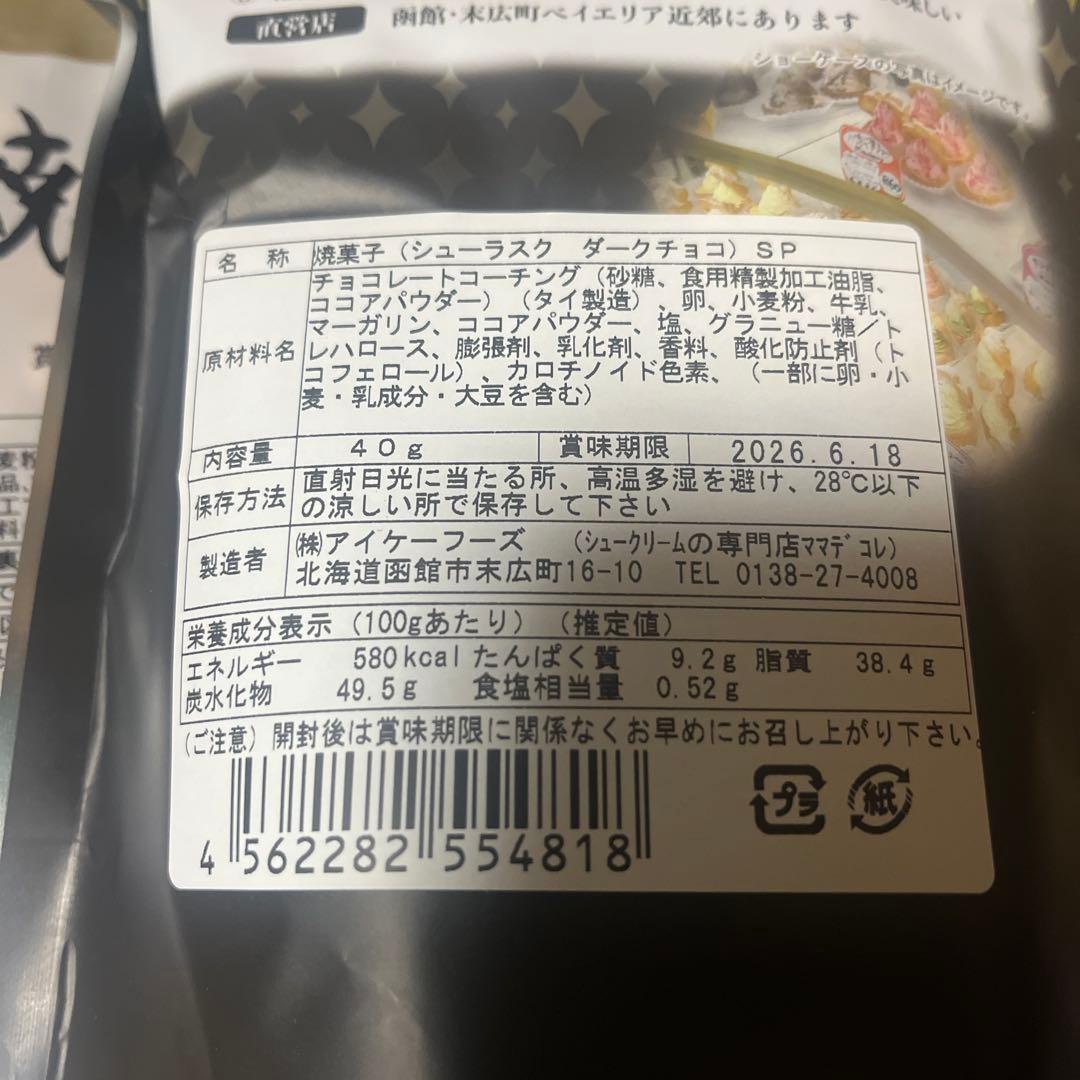 直営店
函館・末広町ベイエリア近郊にあります
味しい
ショーケースの写真はイメージです。
焼
名 称 焼菓子（シューラスク ダークチョコ）ＳＰ
原材料名
チョコレートコーチング（砂糖、食用精製加工油脂、
ココアパウダー）（タイ製造）、卵、小麦粉、牛乳、
マーガリン、ココアパウダー、塩、グラニュー糖／ト
レハロース、膨張剤、乳化剤、香料、酸化防止剤（ト
コフェロール）、カロチノイド色素、（一部に卵・小
麦・乳成分・大豆を含む）
内容量 ４０ｇ 賞味期限 2026.6.18
保存方法
直射日光に当たる所、高温多湿を避け、28℃以下
の涼しい所で保存して下さい
製造者
㈱アイケーフーズ （ｼｭｰｸﾘｰﾑの専門店ﾏﾏﾃﾞｺﾚ）
北海道函館市末広町16-10 TEL 0138-27-4008
栄養成分表示（100gあたり）（推定値）
エネルギー 580kcal たんぱく質 9.2g 脂質 38.4g
炭水化物 49.5g 食塩相当量 0.52g
（ご注意）開封後は賞味期限に関係なくお早めにお召し上がり下さい。
プラ
紙
4 562282 554818